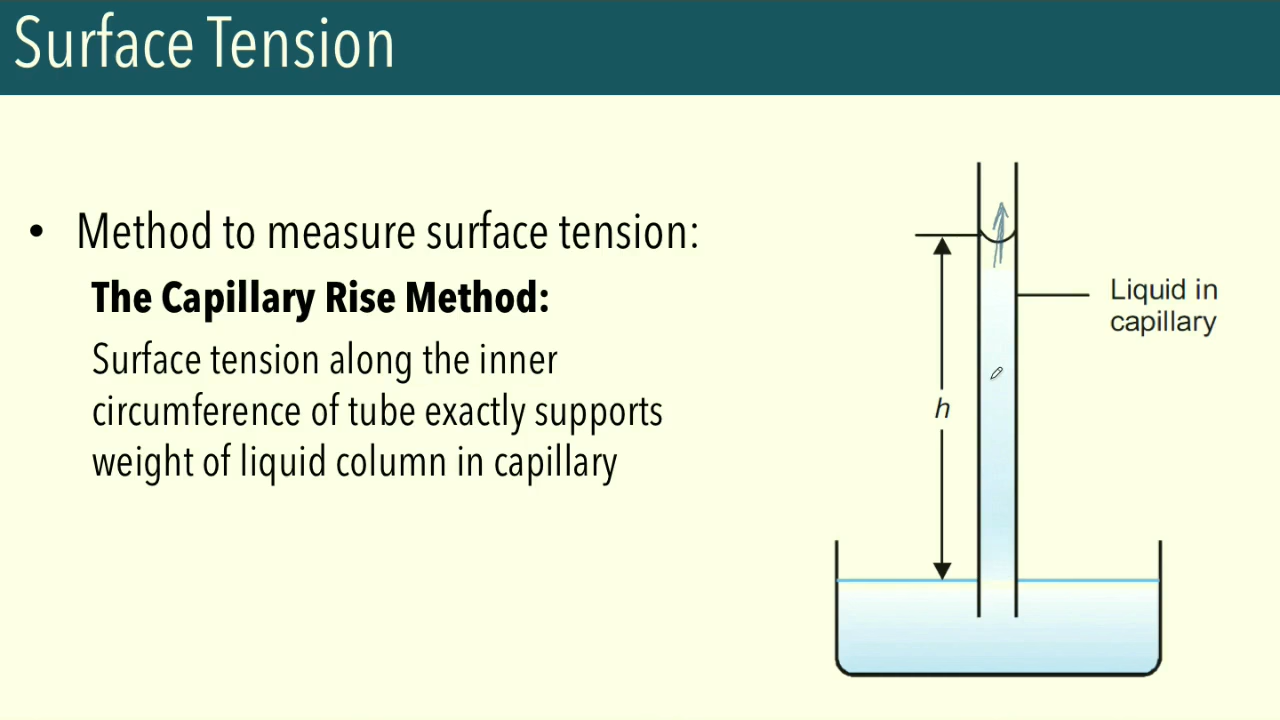 Surface Tension
• Method to measure surface tension:
The Capillary Rise Method:
Surface tension along the inner
circumference of tube exactly supports
weight of liquid column in capillary
Liquid in
capillary
h